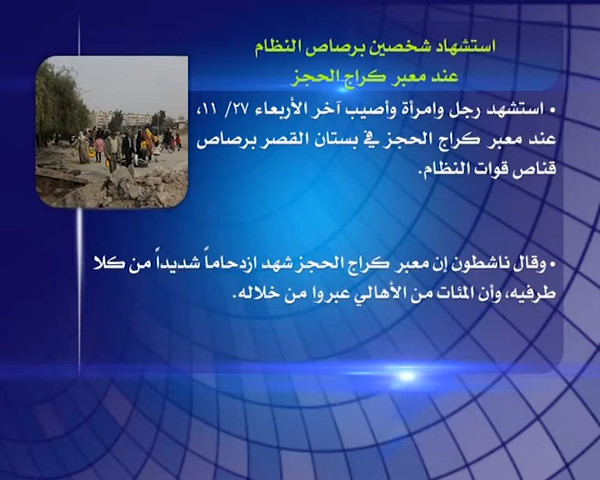 استشهاد شخصين برصاص النظام
عند معبر كراج الحجز
• استشهد رجل وامرأة وأصيب آخر الأربعاء ٢٧/ ١١،
عند معبر كراج الحجز في بستان القصر برصاص
قناص قوات النظام.
• وقال ناشطون إن معبر كراج الحجز شهد ازدحاماً شديداً من كلا
طرفيه، وأن المئات من الأهالي عبروا من خلاله.